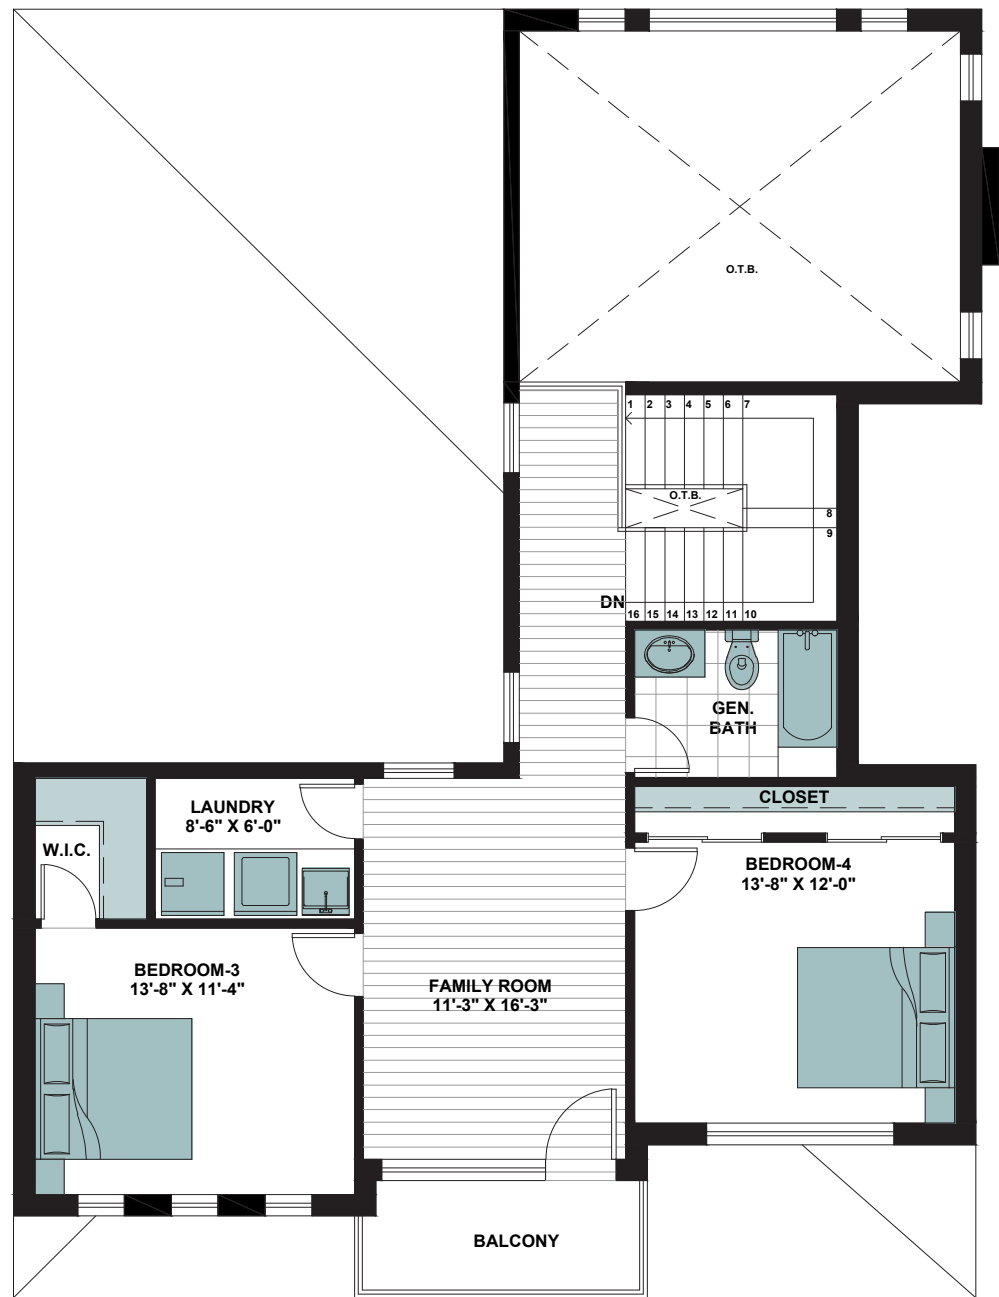 O.T.B.
1 2 3 4 5 6 7
O.T.B.
8
9
DN
16 15 14 13 12 11 10
GEN.
BATH
CLOSET
LAUNDRY
8'-6" X 6'-0"
W.I.C.
BEDROOM-4
13'-8" X 12'-0"
BEDROOM-3
13'-8" X 11'-4"
FAMILY ROOM
11'-3" X 16'-3"
BALCONY